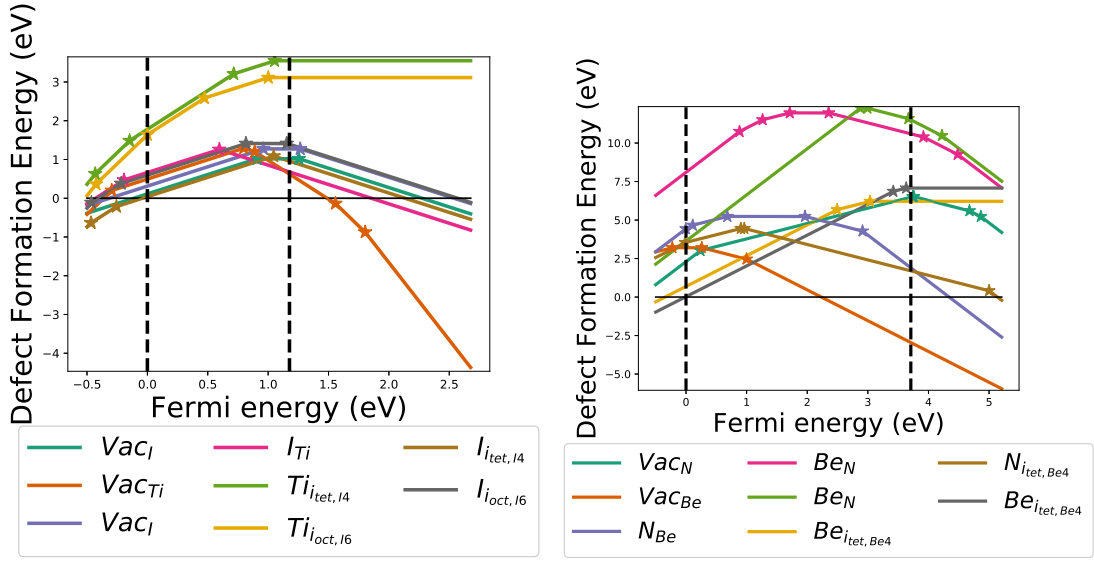 Defect Formation Energy (eV)
3
2
1
0
−1
−2
−3
−4
−0.5 0.0 0.5 1.0 1.5 2.0 2.5
Fermi energy (eV)
Vac_I
Vac_Ti
Vac_I
I_Ti
Ti_i_tet,I4
Ti_i_oct,I6
I_i_tet,I4
I_i_oct,I6
Defect Formation Energy (eV)
10.0
7.5
5.0
2.5
0.0
−2.5
−5.0
0 1 2 3 4 5
Fermi energy (eV)
Vac_N
Vac_Be
N_Be
Be_N
Be_N
Be_i_tet,Be4
N_i_tet,Be4
Be_i_tet,Be4